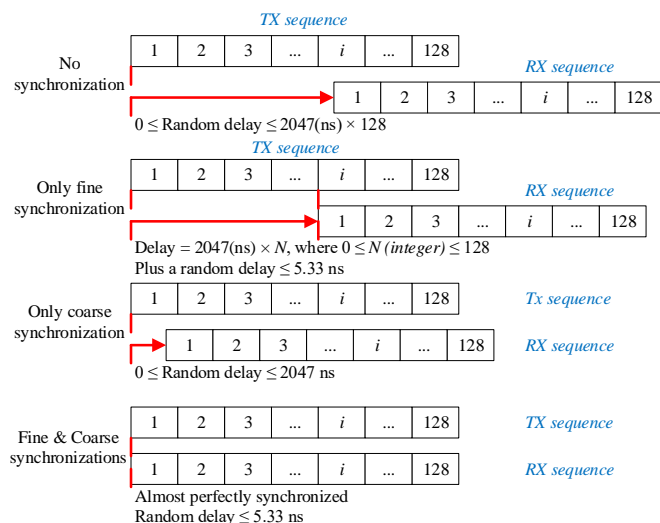 TX sequence
No
synchronization
1 2 3 ... i ... 128
RX sequence
1 2 3 ... i ... 128
0 ≤ Random delay ≤ 2047(ns) × 128
TX sequence
Only fine
synchronization
1 2 3 ... i ... 128
RX sequence
1 2 3 ... i ... 128
Delay = 2047(ns) × N, where 0 ≤ N (integer) ≤ 128
Plus a random delay ≤ 5.33 ns
Only coarse
synchronization
1 2 3 ... i ... 128
Tx sequence
1 2 3 ... i ... 128
RX sequence
0 ≤ Random delay ≤ 2047 ns
Fine & Coarse
synchronizations
1 2 3 ... i ... 128
TX sequence
1 2 3 ... i ... 128
RX sequence
Almost perfectly synchronized
Random delay ≤ 5.33 ns